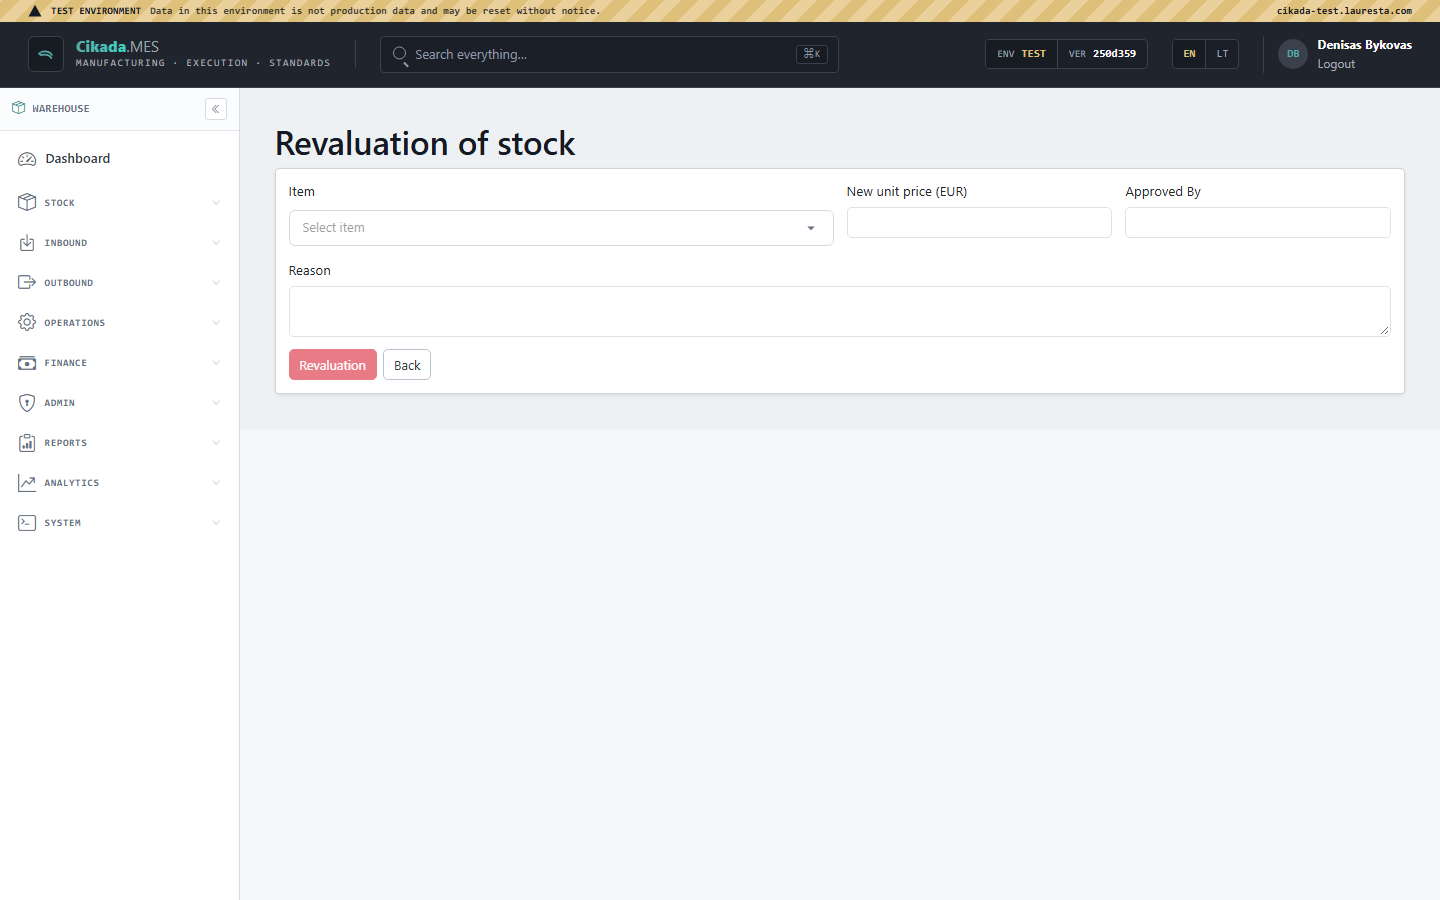 TEST ENVIRONMENT Data in this environment is not production data and may be reset without notice.
cikada-test.lauresta.com
Cikada.MES
MANUFACTURING · EXECUTION · STANDARDS
Search everything...
⌘K
ENV TEST
VER 250d359
EN
LT
DB
Denisas Bykovas
Logout
WAREHOUSE
Dashboard
STOCK
INBOUND
OUTBOUND
OPERATIONS
FINANCE
ADMIN
REPORTS
ANALYTICS
SYSTEM
Revaluation of stock
Item
New unit price (EUR)
Approved By
Select item
Reason
Revaluation
Back